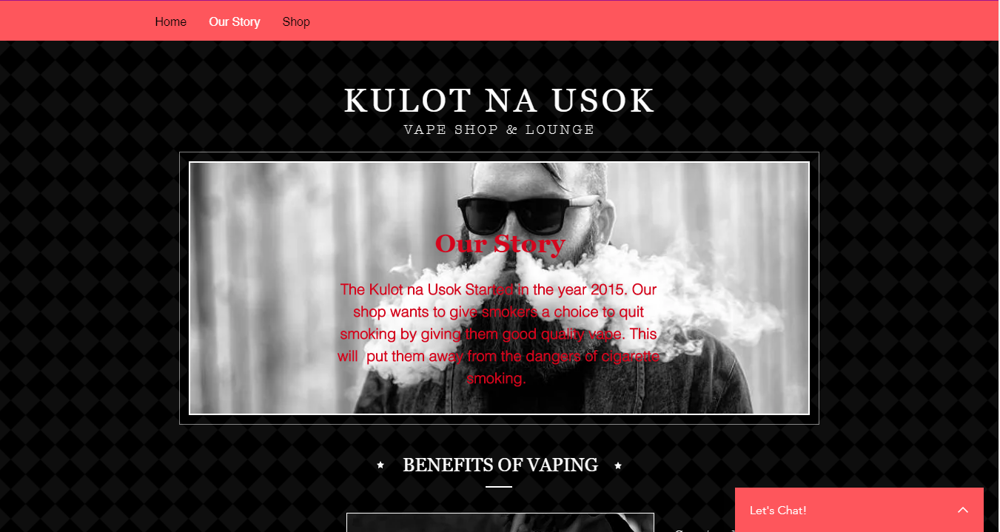 Home Our Story Shop
KULOT NA USOK
VAPE SHOP & LOUNGE
Our Story
The Kulot na Usok Started in the year 2015. Our
shop wants to give smokers a choice to quit
smoking by giving them good quality vape. This
will  put them away from the dangers of cigarette
smoking.
BENEFITS OF VAPING
Let's Chat!